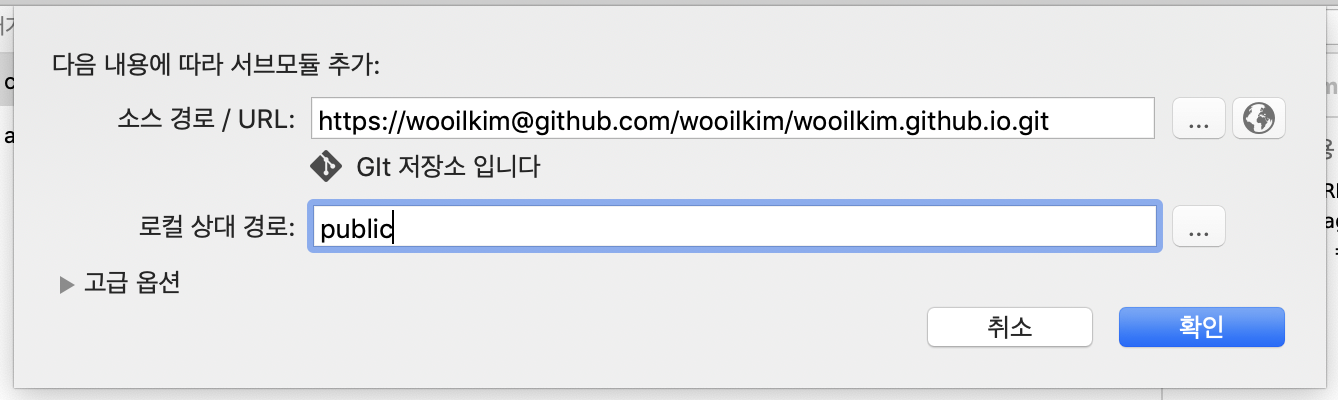 다음 내용에 따라 서브모듈 추가:
소스 경로 / URL: https://wooilkim@github.com/wooilkim/wooilkim.github.io.git ...
GIt 저장소 입니다
로컬 상대 경로: public ...
고급 옵션
취소 확인